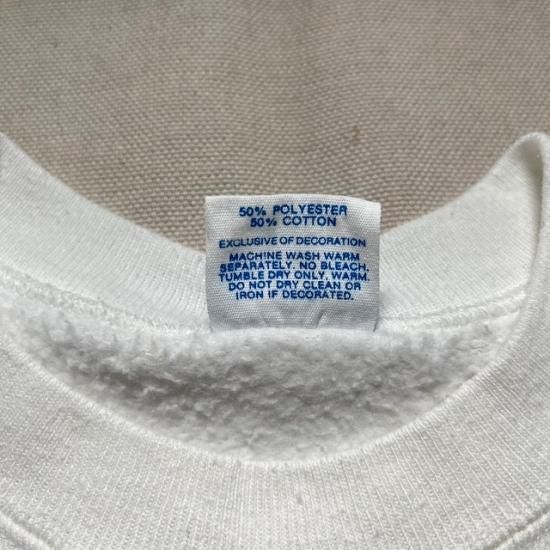 50% POLYESTER
50% COTTON
EXCLUSIVE OF DECORATION
MACHINE WASH WARM
SEPARATELY. NO BLEACH.
TUMBLE DRY ONLY, WARM.
DO NOT DRY CLEAN OR
IRON IF DECORATED.